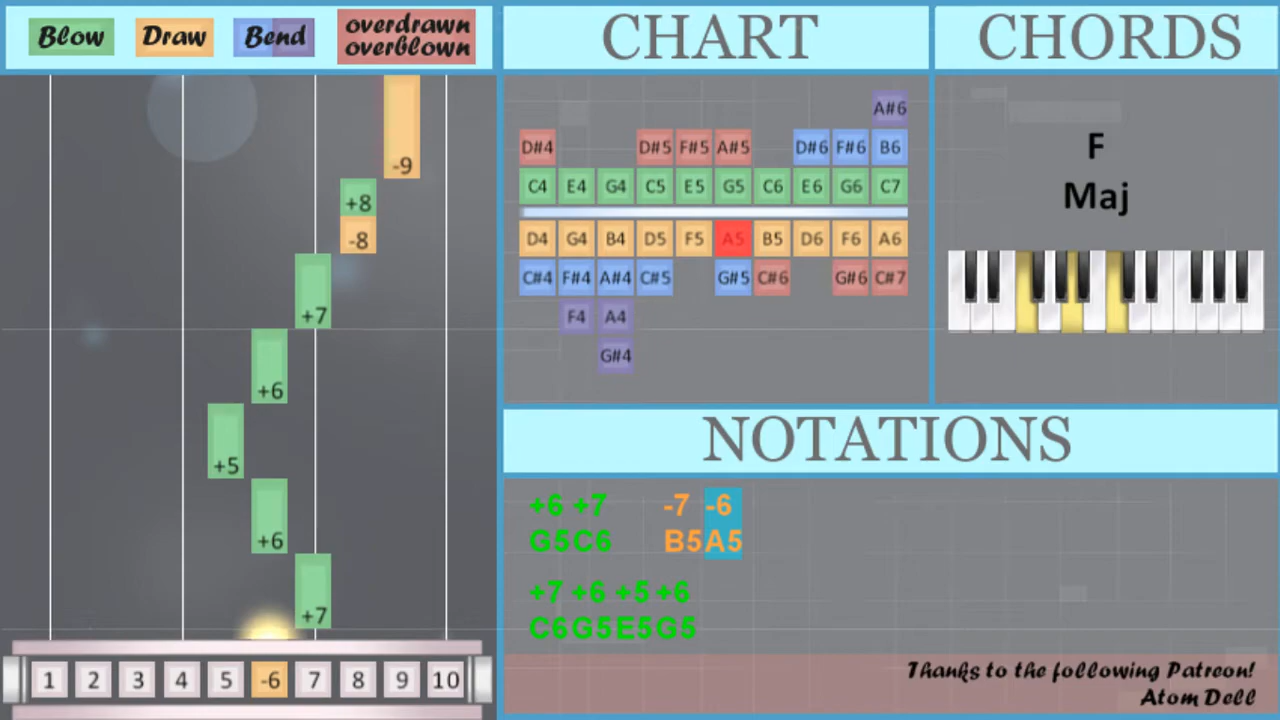 Blow Draw Bend overdrawn
overblown
-9
+8
-8
+7
+6
+5
+6
+7
1 2 3 4 5 -6 7 8 9 10
CHART
A#6
D#4 D#5 F#5 A#5 D#6 F#6 B6
C4 E4 G4 C5 E5 G5 C6 E6 G6 C7
D4 G4 B4 D5 F5 A5 B5 D6 F6 A6
C#4 F#4 A#4 C#5 G#5 C#6 G#6 C#7
F4 A4
G#4
CHORDS
F
Maj
NOTATIONS
+6 +7 -7 -6
G5C6 B5A5
+7 +6 +5 +6
C6G5E5G5
Thanks to the following Patreon!
Atom Dell